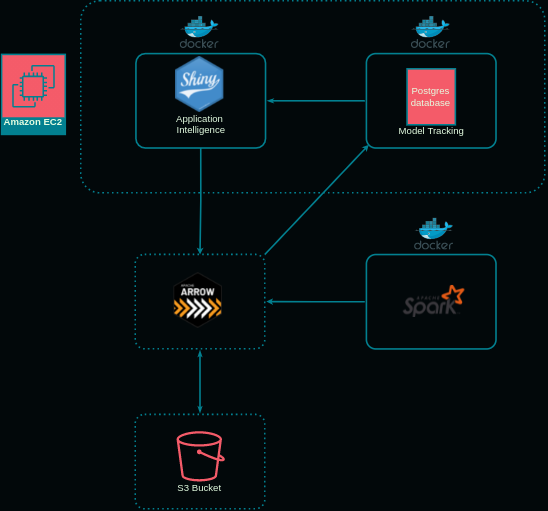 docker
docker
Shiny
Postgres
database
Amazon EC2
Application
Intelligence
Model Tracking
docker
APACHE
ARROW
APACHE
Spark
S3 Bucket